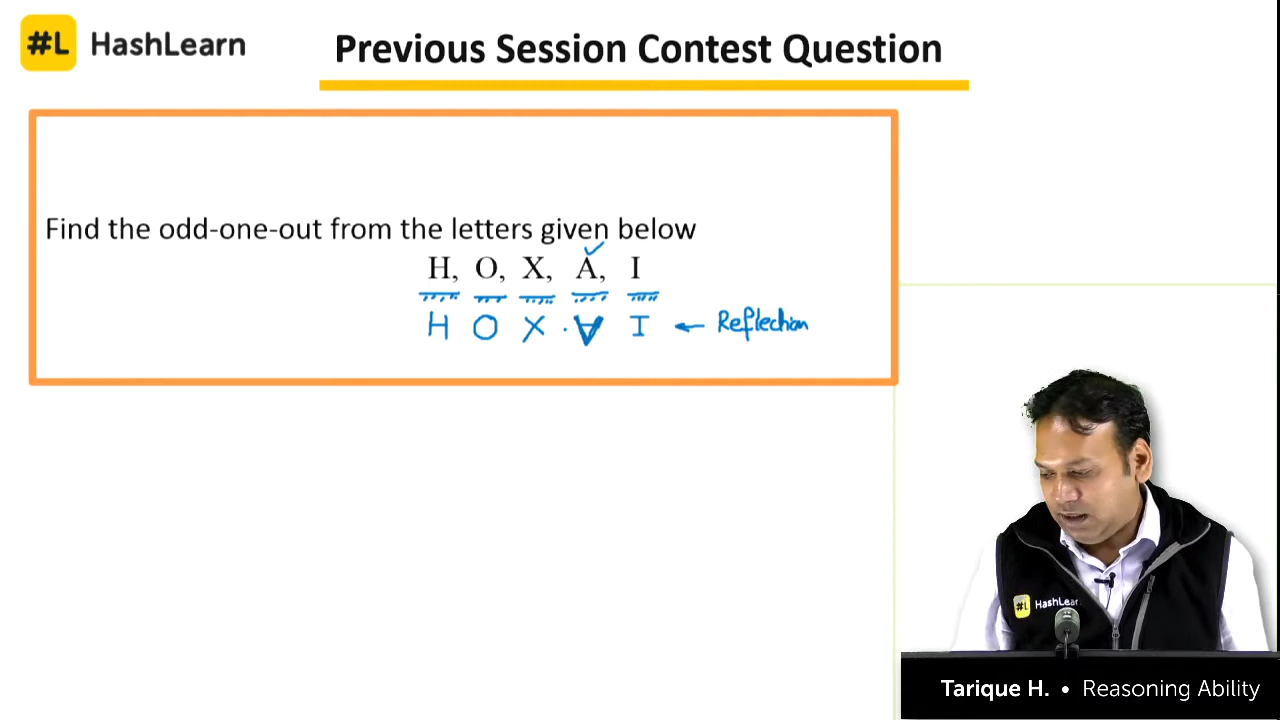 #L HashLearn
Previous Session Contest Question
Find the odd-one-out from the letters given below
H, O, X, A, I
H O X . ∀ I ← Reflection
#L HashLear
Tarique H. • Reasoning Ability